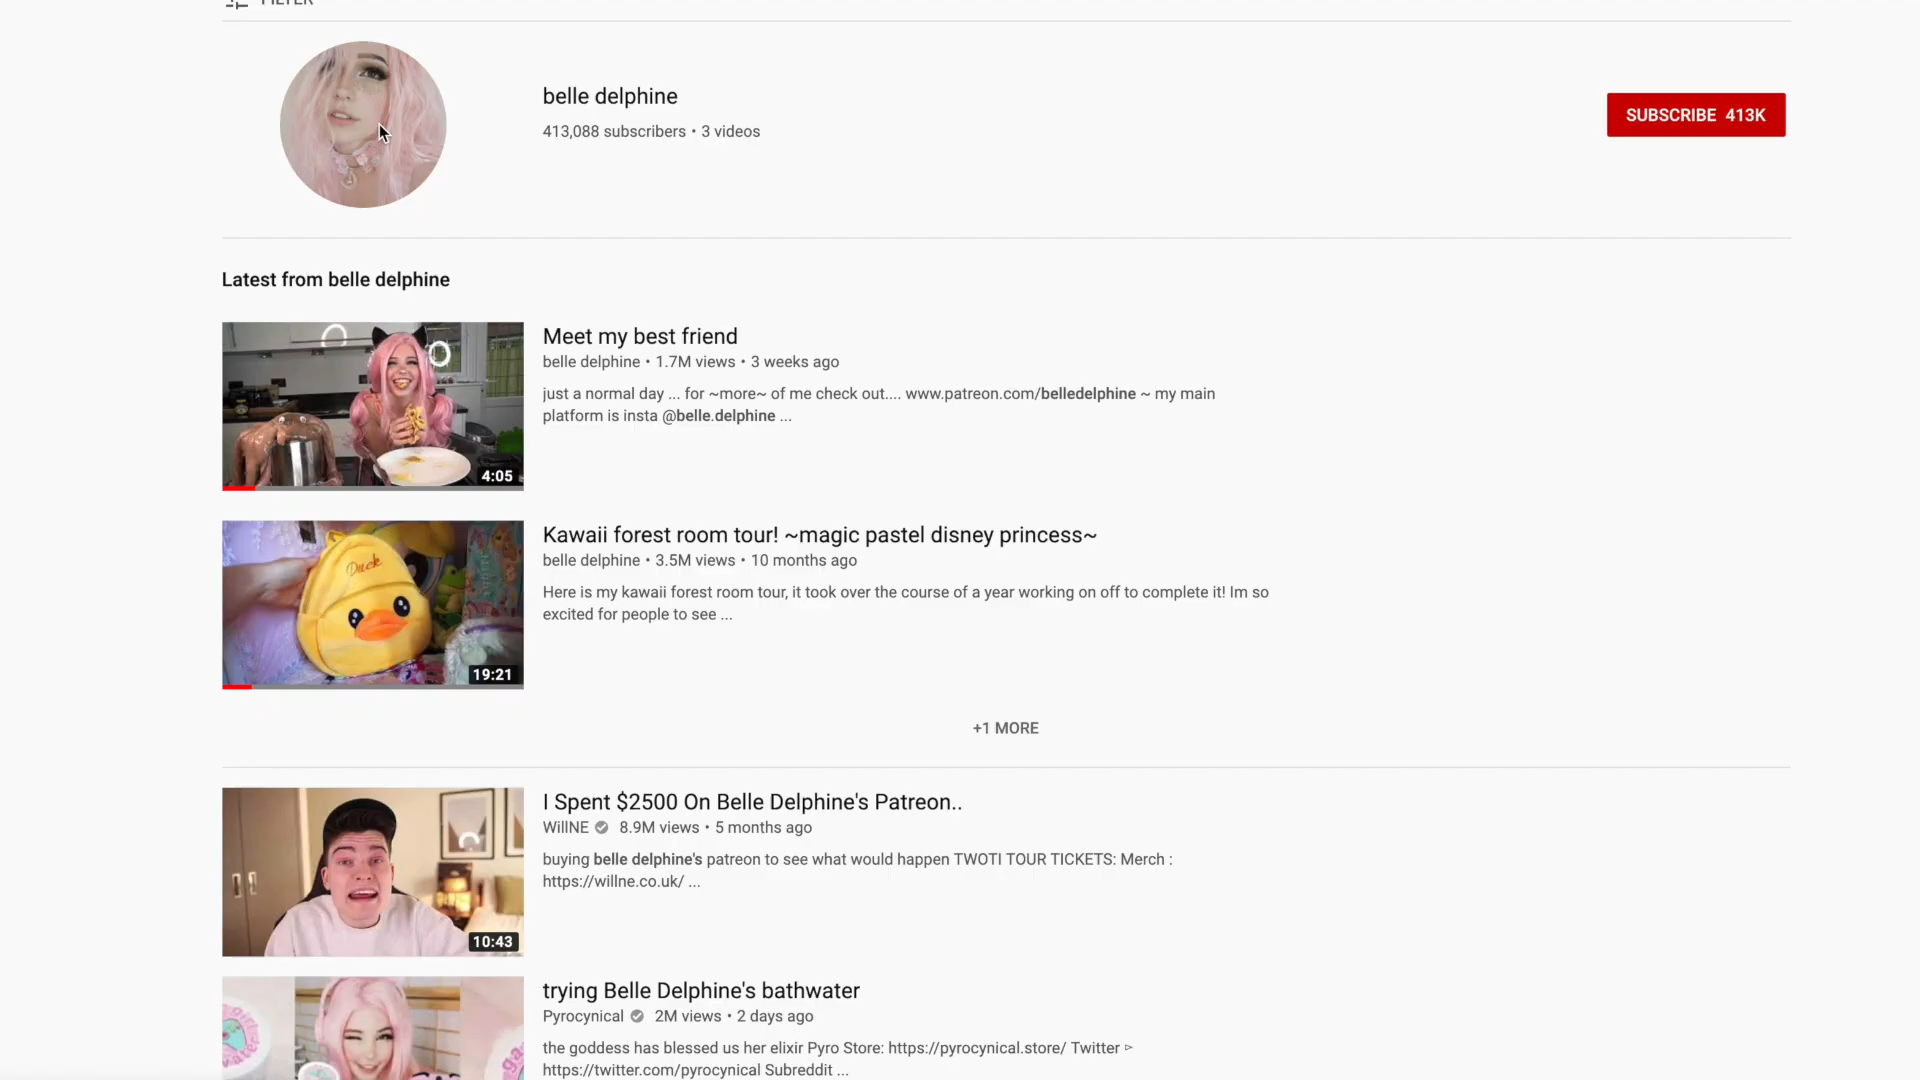 FILTER
belle delphine
413,088 subscribers • 3 videos
SUBSCRIBE 413K
Latest from belle delphine
4:05
Meet my best friend
belle delphine • 1.7M views • 3 weeks ago
just a normal day ... for ~more~ of me check out.... www.patreon.com/belledelphine ~ my main
platform is insta @belle.delphine ...
Duck
19:21
Kawaii forest room tour! ~magic pastel disney princess~
belle delphine • 3.5M views • 10 months ago
Here is my kawaii forest room tour, it took over the course of a year working on off to complete it! Im so
excited for people to see ...
+1 MORE
10:43
I Spent $2500 On Belle Delphine's Patreon..
WillNE 8.9M views • 5 months ago
buying belle delphine's patreon to see what would happen TWOTI TOUR TICKETS: Merch :
https://willne.co.uk/ ...
trying Belle Delphine's bathwater
Pyrocynical 2M views • 2 days ago
the goddess has blessed us her elixir Pyro Store: https://pyrocynical.store/ Twitter ▻
https://twitter.com/pyrocynical Subreddit ...